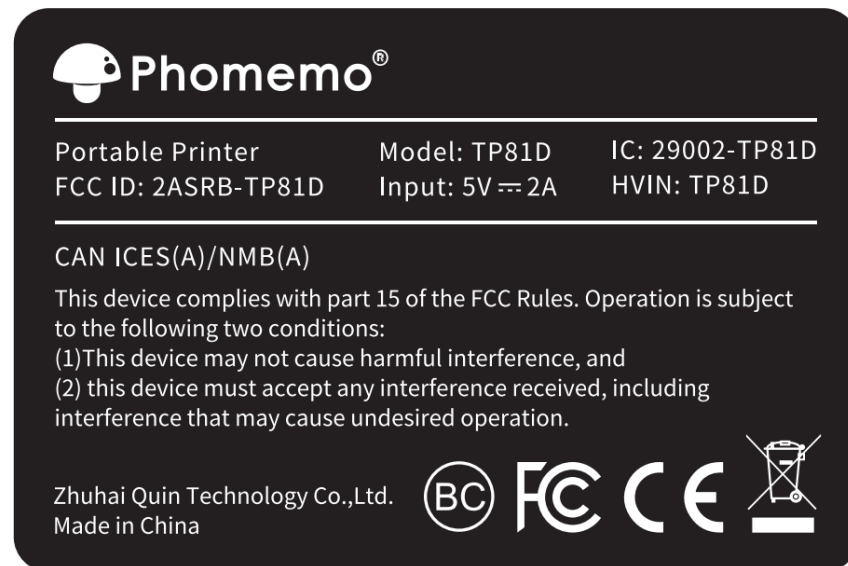 Phomemo®
Portable Printer Model: TP81D IC: 29002-TP81D
FCC ID: 2ASRB-TP81D Input: 5V ⎓ 2A HVIN: TP81D
CAN ICES(A)/NMB(A)
This device complies with part 15 of the FCC Rules. Operation is subject
to the following two conditions:
(1)This device may not cause harmful interference, and
(2) this device must accept any interference received, including
interference that may cause undesired operation.
Zhuhai Quin Technology Co.,Ltd.
Made in China
BC FC CE